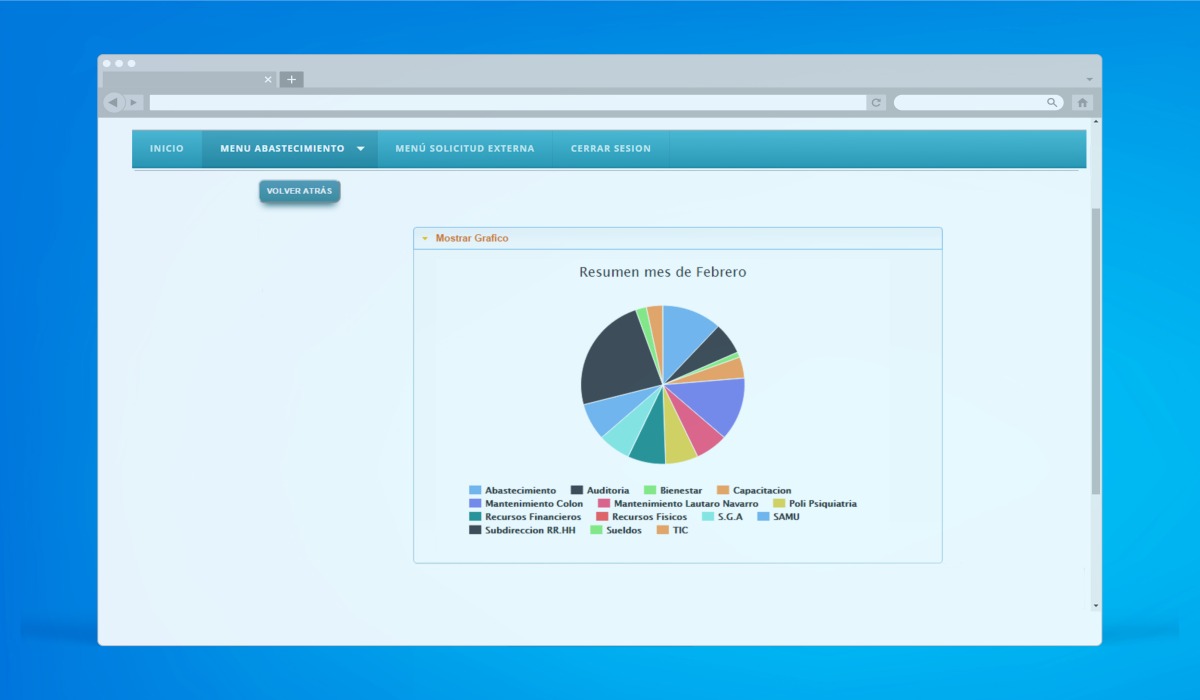 INICIO MENU ABASTECIMIENTO MENÚ SOLICITUD EXTERNA CERRAR SESION
VOLVER ATRÁS
Mostrar Grafico
Resumen mes de Febrero
Abastecimiento Auditoria Bienestar Capacitacion
Mantenimiento Colon Mantenimiento Lautaro Navarro Poli Psiquiatria
Recursos Financieros Recursos Fisicos S.G.A SAMU
Subdireccion RR.HH Sueldos TIC